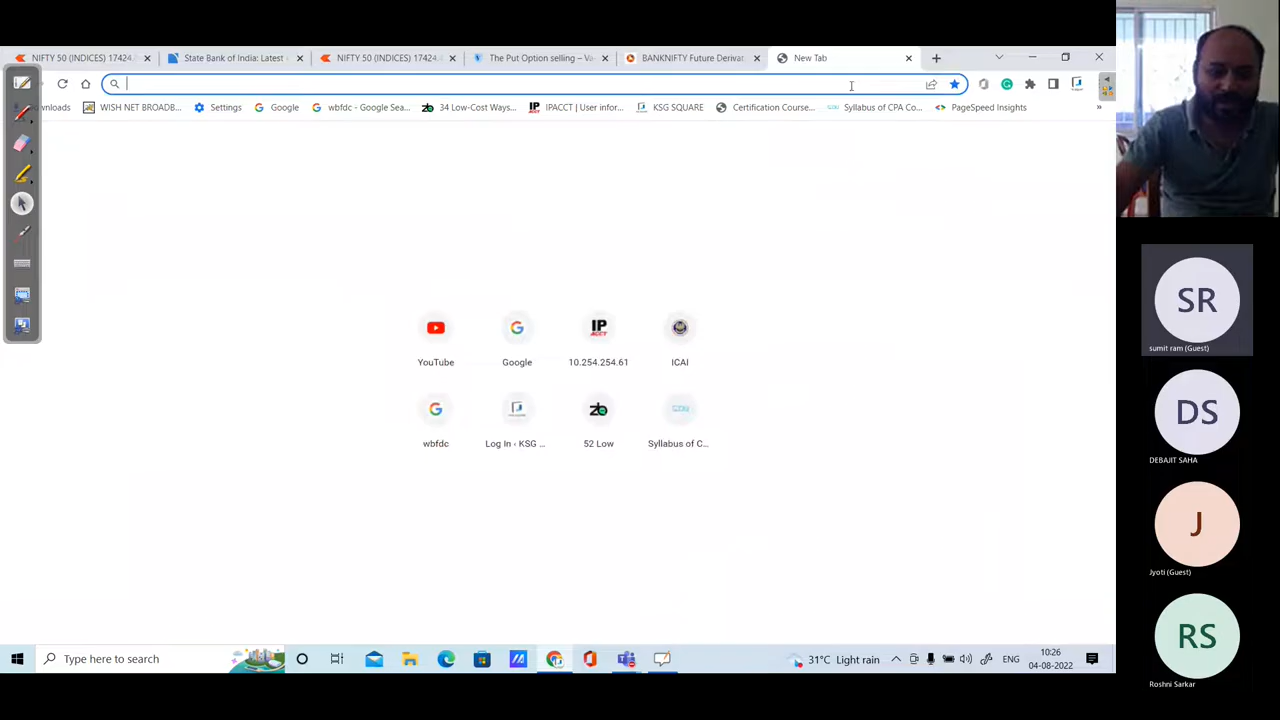 NIFTY 50 (INDICES) 17424.
State Bank of India: Latest
NIFTY 50 (INDICES) 17424.
The Put Option selling – Va
BANKNIFTY Future Derivat
New Tab
wnloads
WISH NET BROADB...
Settings
Google
wbfdc - Google Sea...
34 Low-Cost Ways...
IPACCT | User infor...
KSG SQUARE
Certification Course...
Syllabus of CPA Co...
PageSpeed Insights
»
YouTube
Google
IP ACCT
10.254.254.61
ICAI
wbfdc
Log In ‹ KSG ...
52 Low
Syllabus of C...
SR
sumit ram (Guest)
DS
DEBAJIT SAHA
J
Jyoti (Guest)
RS
Roshni Sarkar
Type here to search
31°C Light rain
ENG
10:26
04-08-2022